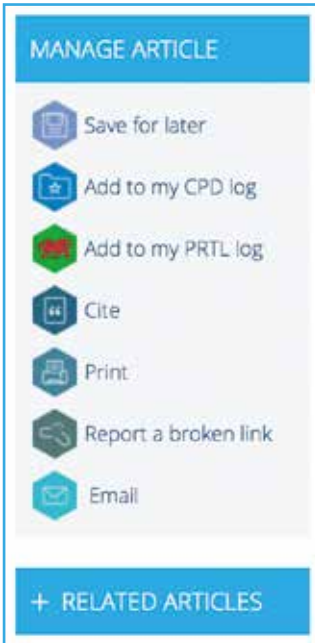 MANAGE ARTICLE
Save for later
Add to my CPD log
Add to my PRTL log
Cite
Print
Report a broken link
Email
+ RELATED ARTICLES